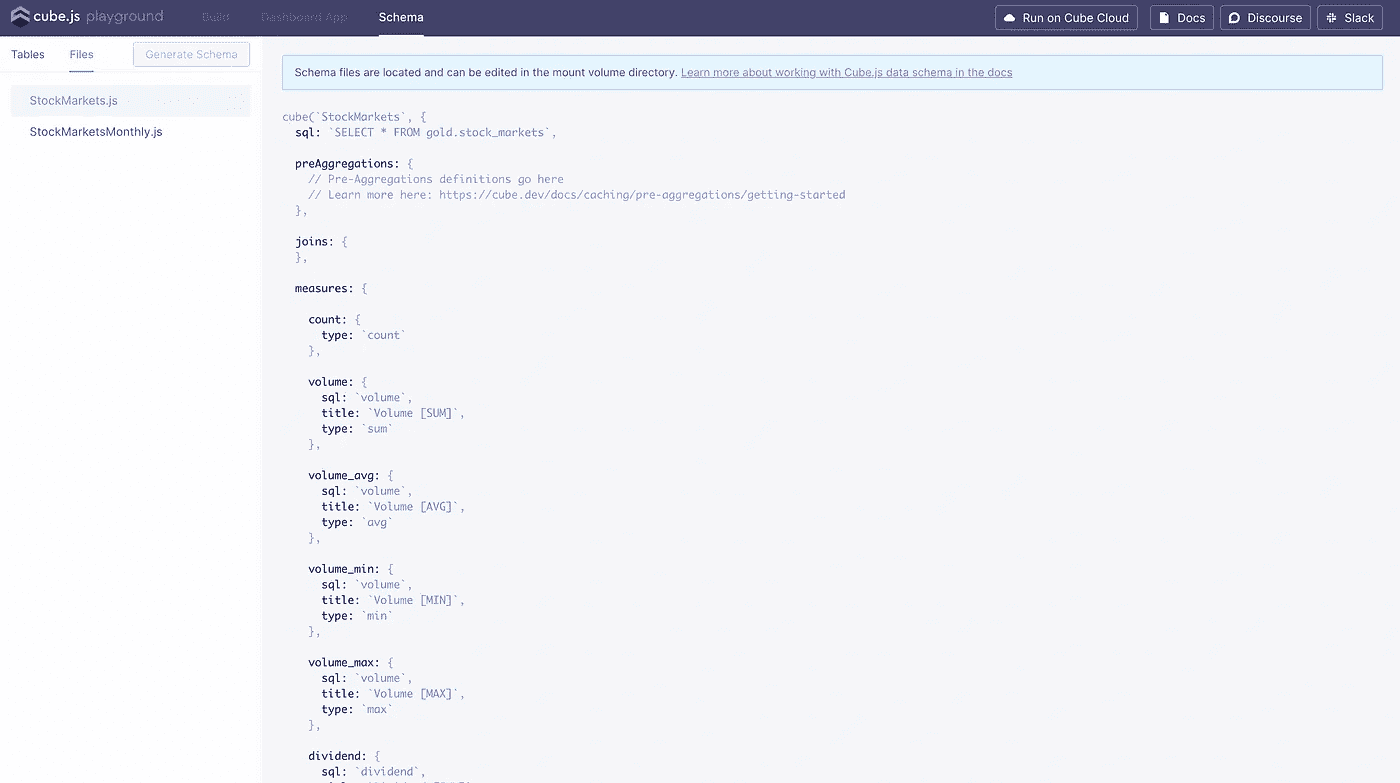 cube.js playground
Build
Dashboard App
Schema
Run on Cube Cloud
Docs
Discourse
Slack
Tables
Files
Generate Schema
StockMarkets.js
StockMarketsMonthly.js
Schema files are located and can be edited in the mount volume directory. Learn more about working with Cube.js data schema in the docs
cube(`StockMarkets`, {
sql: `SELECT * FROM gold.stock_markets`,
preAggregations: {
// Pre-Aggregations definitions go here
// Learn more here: https://cube.dev/docs/caching/pre-aggregations/getting-started
},
joins: {
},
measures: {
count: {
type: `count`
},
volume: {
sql: `volume`,
title: `Volume [SUM]`,
type: `sum`
},
volume_avg: {
sql: `volume`,
title: `Volume [AVG]`,
type: `avg`
},
volume_min: {
sql: `volume`,
title: `Volume [MIN]`,
type: `min`
},
volume_max: {
sql: `volume`,
title: `Volume [MAX]`,
type: `max`
},
dividend: {
sql: `dividend`,